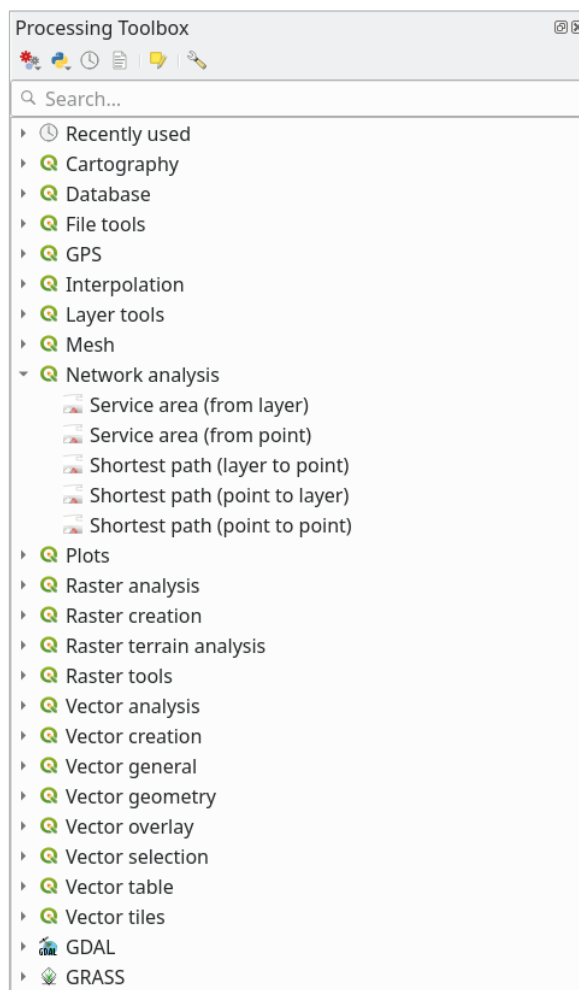 Processing Toolbox
Search...
Recently used
Cartography
Database
File tools
GPS
Interpolation
Layer tools
Mesh
Network analysis
Service area (from layer)
Service area (from point)
Shortest path (layer to point)
Shortest path (point to layer)
Shortest path (point to point)
Plots
Raster analysis
Raster creation
Raster terrain analysis
Raster tools
Vector analysis
Vector creation
Vector general
Vector geometry
Vector overlay
Vector selection
Vector table
Vector tiles
GDAL GDAL
GRASS